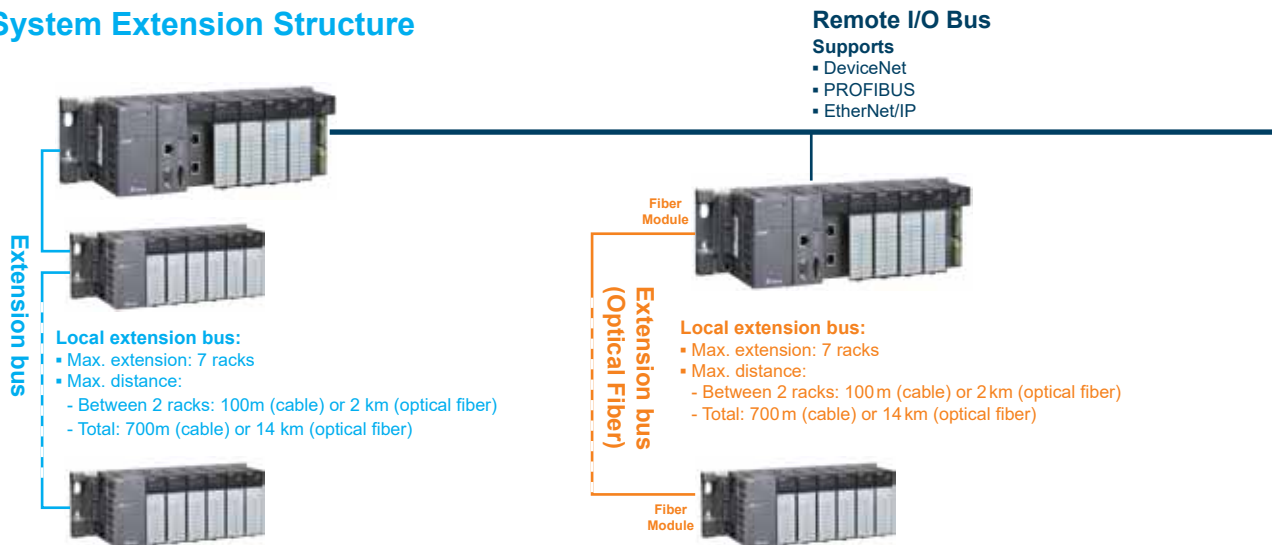 System Extension Structure
Remote I/O Bus
Supports
▪ DeviceNet
▪ PROFIBUS
▪ EtherNet/IP
Extension bus
Local extension bus:
▪ Max. extension: 7 racks
▪ Max. distance:
- Between 2 racks: 100m (cable) or 2 km (optical fiber)
- Total: 700m (cable) or 14 km (optical fiber)
Fiber
Module
Extension bus
(Optical Fiber)
Local extension bus:
▪ Max. extension: 7 racks
▪ Max. distance:
- Between 2 racks: 100 m (cable) or 2 km (optical fiber)
- Total: 700 m (cable) or 14 km (optical fiber)
Fiber
Module